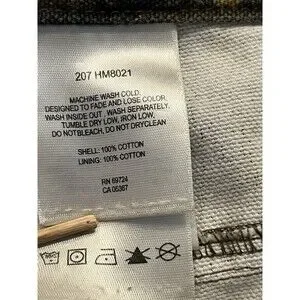 207 HM8021
MACHINE WASH COLD.
DESIGNED TO FADE AND LOSE COLOR.
WASH INSIDE OUT. WASH SEPARATELY.
TUMBLE DRY LOW, IRON LOW.
DO NOT BLEACH, DO NOT DRYCLEAN
SHELL: 100% COTTON
LINING: 100% COTTON
RN 69724
CA 05367